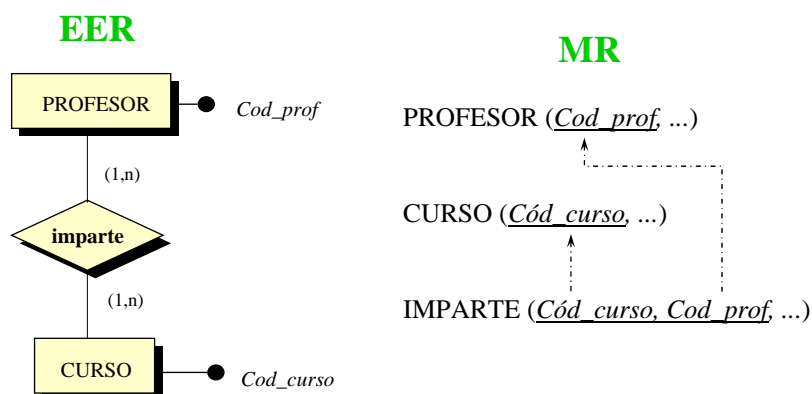 EER
PROFESOR
Cod_prof
(1,n)
imparte
(1,n)
CURSO
Cod_curso
MR
PROFESOR (Cod_prof, ...)
CURSO (Cód_curso, ...)
IMPARTE (Cód_curso, Cod_prof, ...)